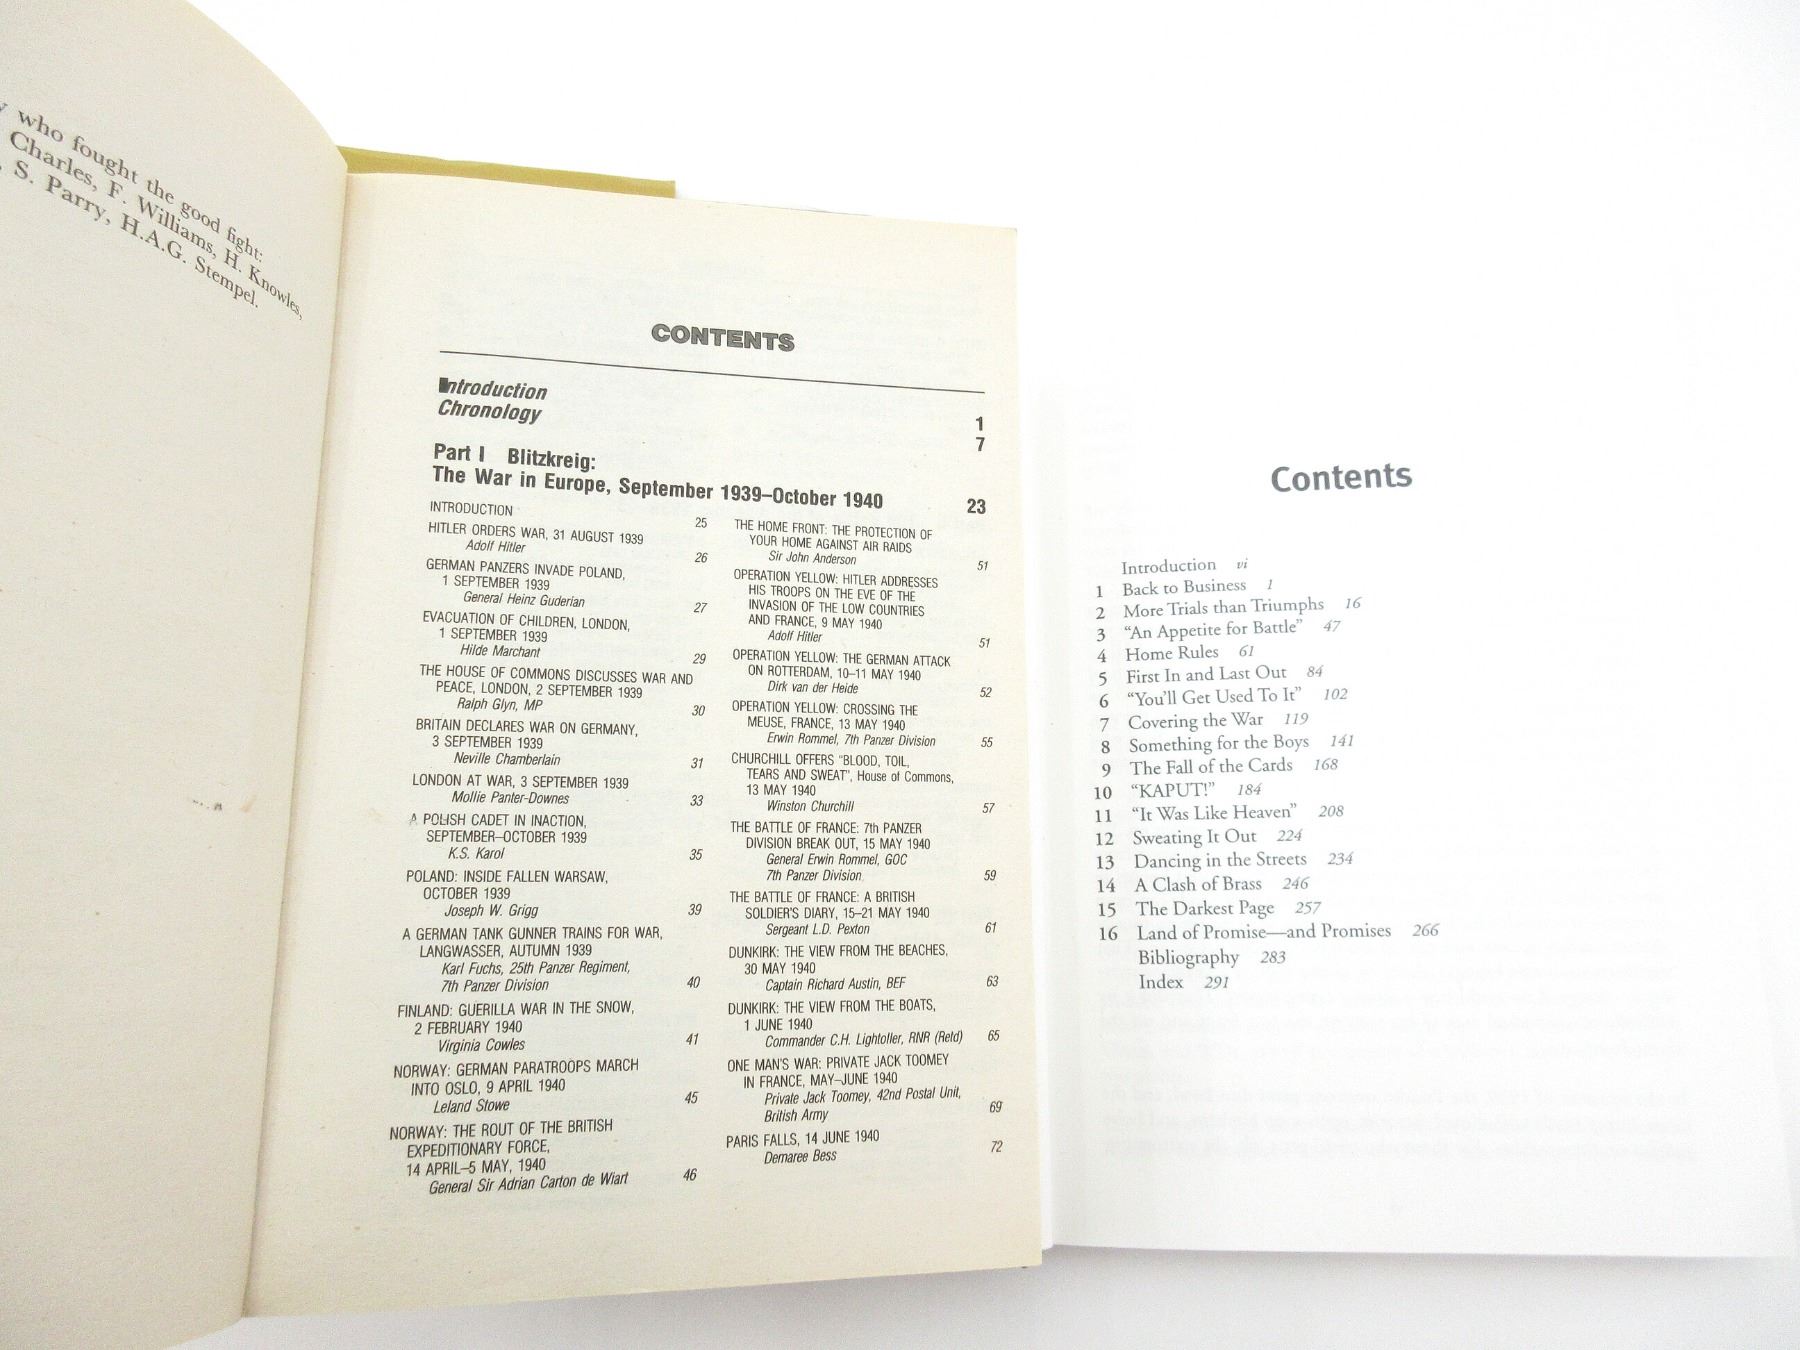 who fought the good fight:
Charles, F. Williams, H. Knowles,
S. Parry, H.A.G. Stempel.
CONTENTS
Introduction 1
Chronology 7
Part I Blitzkreig:
The War in Europe, September 1939–October 1940 23
INTRODUCTION 25
HITLER ORDERS WAR, 31 AUGUST 1939
Adolf Hitler 26
GERMAN PANZERS INVADE POLAND,
1 SEPTEMBER 1939
General Heinz Guderian 27
EVACUATION OF CHILDREN, LONDON,
1 SEPTEMBER 1939
Hilde Marchant 29
THE HOUSE OF COMMONS DISCUSSES WAR AND
PEACE, LONDON, 2 SEPTEMBER 1939
Ralph Glyn, MP 30
BRITAIN DECLARES WAR ON GERMANY,
3 SEPTEMBER 1939
Neville Chamberlain 31
LONDON AT WAR, 3 SEPTEMBER 1939
Mollie Panter-Downes 33
A POLISH CADET IN INACTION,
SEPTEMBER–OCTOBER 1939
K.S. Karol 35
POLAND: INSIDE FALLEN WARSAW,
OCTOBER 1939
Joseph W. Grigg 39
A GERMAN TANK GUNNER TRAINS FOR WAR,
LANGWASSER, AUTUMN 1939
Karl Fuchs, 25th Panzer Regiment,
7th Panzer Division 40
FINLAND: GUERILLA WAR IN THE SNOW,
2 FEBRUARY 1940
Virginia Cowles 41
NORWAY: GERMAN PARATROOPS MARCH
INTO OSLO, 9 APRIL 1940
Leland Stowe 45
NORWAY: THE ROUT OF THE BRITISH
EXPEDITIONARY FORCE,
14 APRIL–5 MAY, 1940
General Sir Adrian Carton de Wiart 46
THE HOME FRONT: THE PROTECTION OF
YOUR HOME AGAINST AIR RAIDS
Sir John Anderson 51
OPERATION YELLOW: HITLER ADDRESSES
HIS TROOPS ON THE EVE OF THE
INVASION OF THE LOW COUNTRIES
AND FRANCE, 9 MAY 1940
Adolf Hitler 51
OPERATION YELLOW: THE GERMAN ATTACK
ON ROTTERDAM, 10–11 MAY 1940
Dirk van der Heide 52
OPERATION YELLOW: CROSSING THE
MEUSE, FRANCE, 13 MAY 1940
Erwin Rommel, 7th Panzer Division 55
CHURCHILL OFFERS "BLOOD, TOIL,
TEARS AND SWEAT", House of Commons,
13 MAY 1940
Winston Churchill 57
THE BATTLE OF FRANCE: 7th PANZER
DIVISION BREAK OUT, 15 MAY 1940
General Erwin Rommel, GOC
7th Panzer Division 59
THE BATTLE OF FRANCE: A BRITISH
SOLDIER'S DIARY, 15–21 MAY 1940
Sergeant L.D. Pexton 61
DUNKIRK: THE VIEW FROM THE BEACHES,
30 MAY 1940
Captain Richard Austin, BEF 63
DUNKIRK: THE VIEW FROM THE BOATS,
1 JUNE 1940
Commander C.H. Lightoller, RNR (Retd) 65
ONE MAN'S WAR: PRIVATE JACK TOOMEY
IN FRANCE, MAY–JUNE 1940
Private Jack Toomey, 42nd Postal Unit,
British Army 69
PARIS FALLS, 14 JUNE 1940
Demaree Bess 72
Contents
Introduction vi
1 Back to Business 1
2 More Trials than Triumphs 16
3 “An Appetite for Battle” 47
4 Home Rules 61
5 First In and Last Out 84
6 “You’ll Get Used To It” 102
7 Covering the War 119
8 Something for the Boys 141
9 The Fall of the Cards 168
10 “KAPUT!” 184
11 “It Was Like Heaven” 208
12 Sweating It Out 224
13 Dancing in the Streets 234
14 A Clash of Brass 246
15 The Darkest Page 257
16 Land of Promise—and Promises 266
Bibliography 283
Index 291